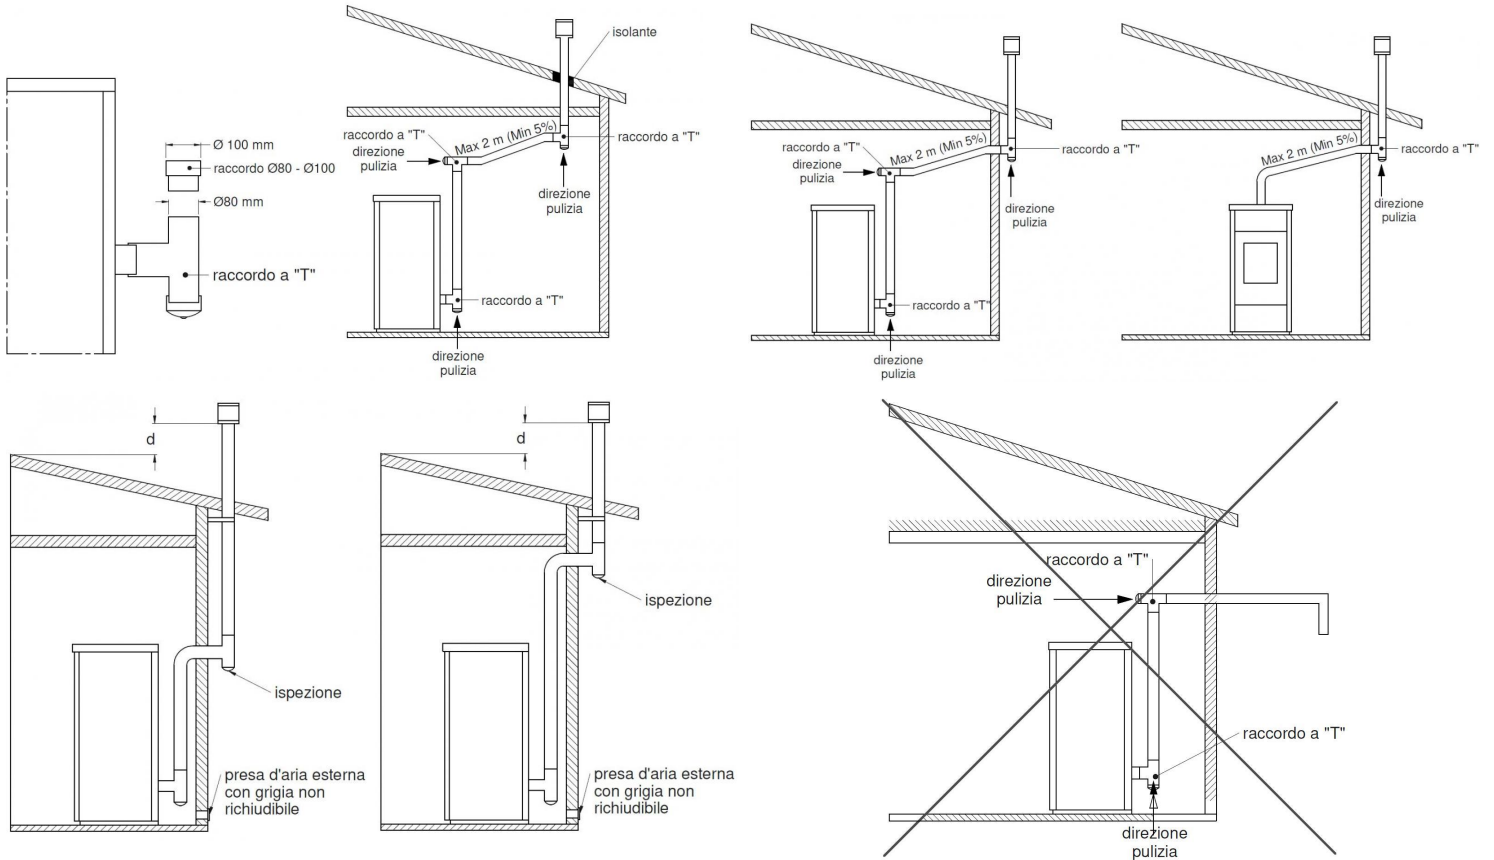 Ø 100 mm
raccordo Ø80 - Ø100
Ø80 mm
raccordo a "T"
isolante
raccordo a "T"
direzione
pulizia
Max 2 m (Min 5%)
raccordo a "T"
direzione
pulizia
raccordo a "T"
direzione
pulizia
raccordo a "T"
direzione
pulizia
Max 2 m (Min 5%)
raccordo a "T"
direzione
pulizia
raccordo a "T"
direzione
pulizia
Max 2 m (Min 5%)
raccordo a "T"
direzione
pulizia
d
ispezione
presa d'aria esterna
con grigia non
richiudibile
d
ispezione
presa d'aria esterna
con grigia non
richiudibile
raccordo a "T"
direzione
pulizia
raccordo a "T"
direzione
pulizia